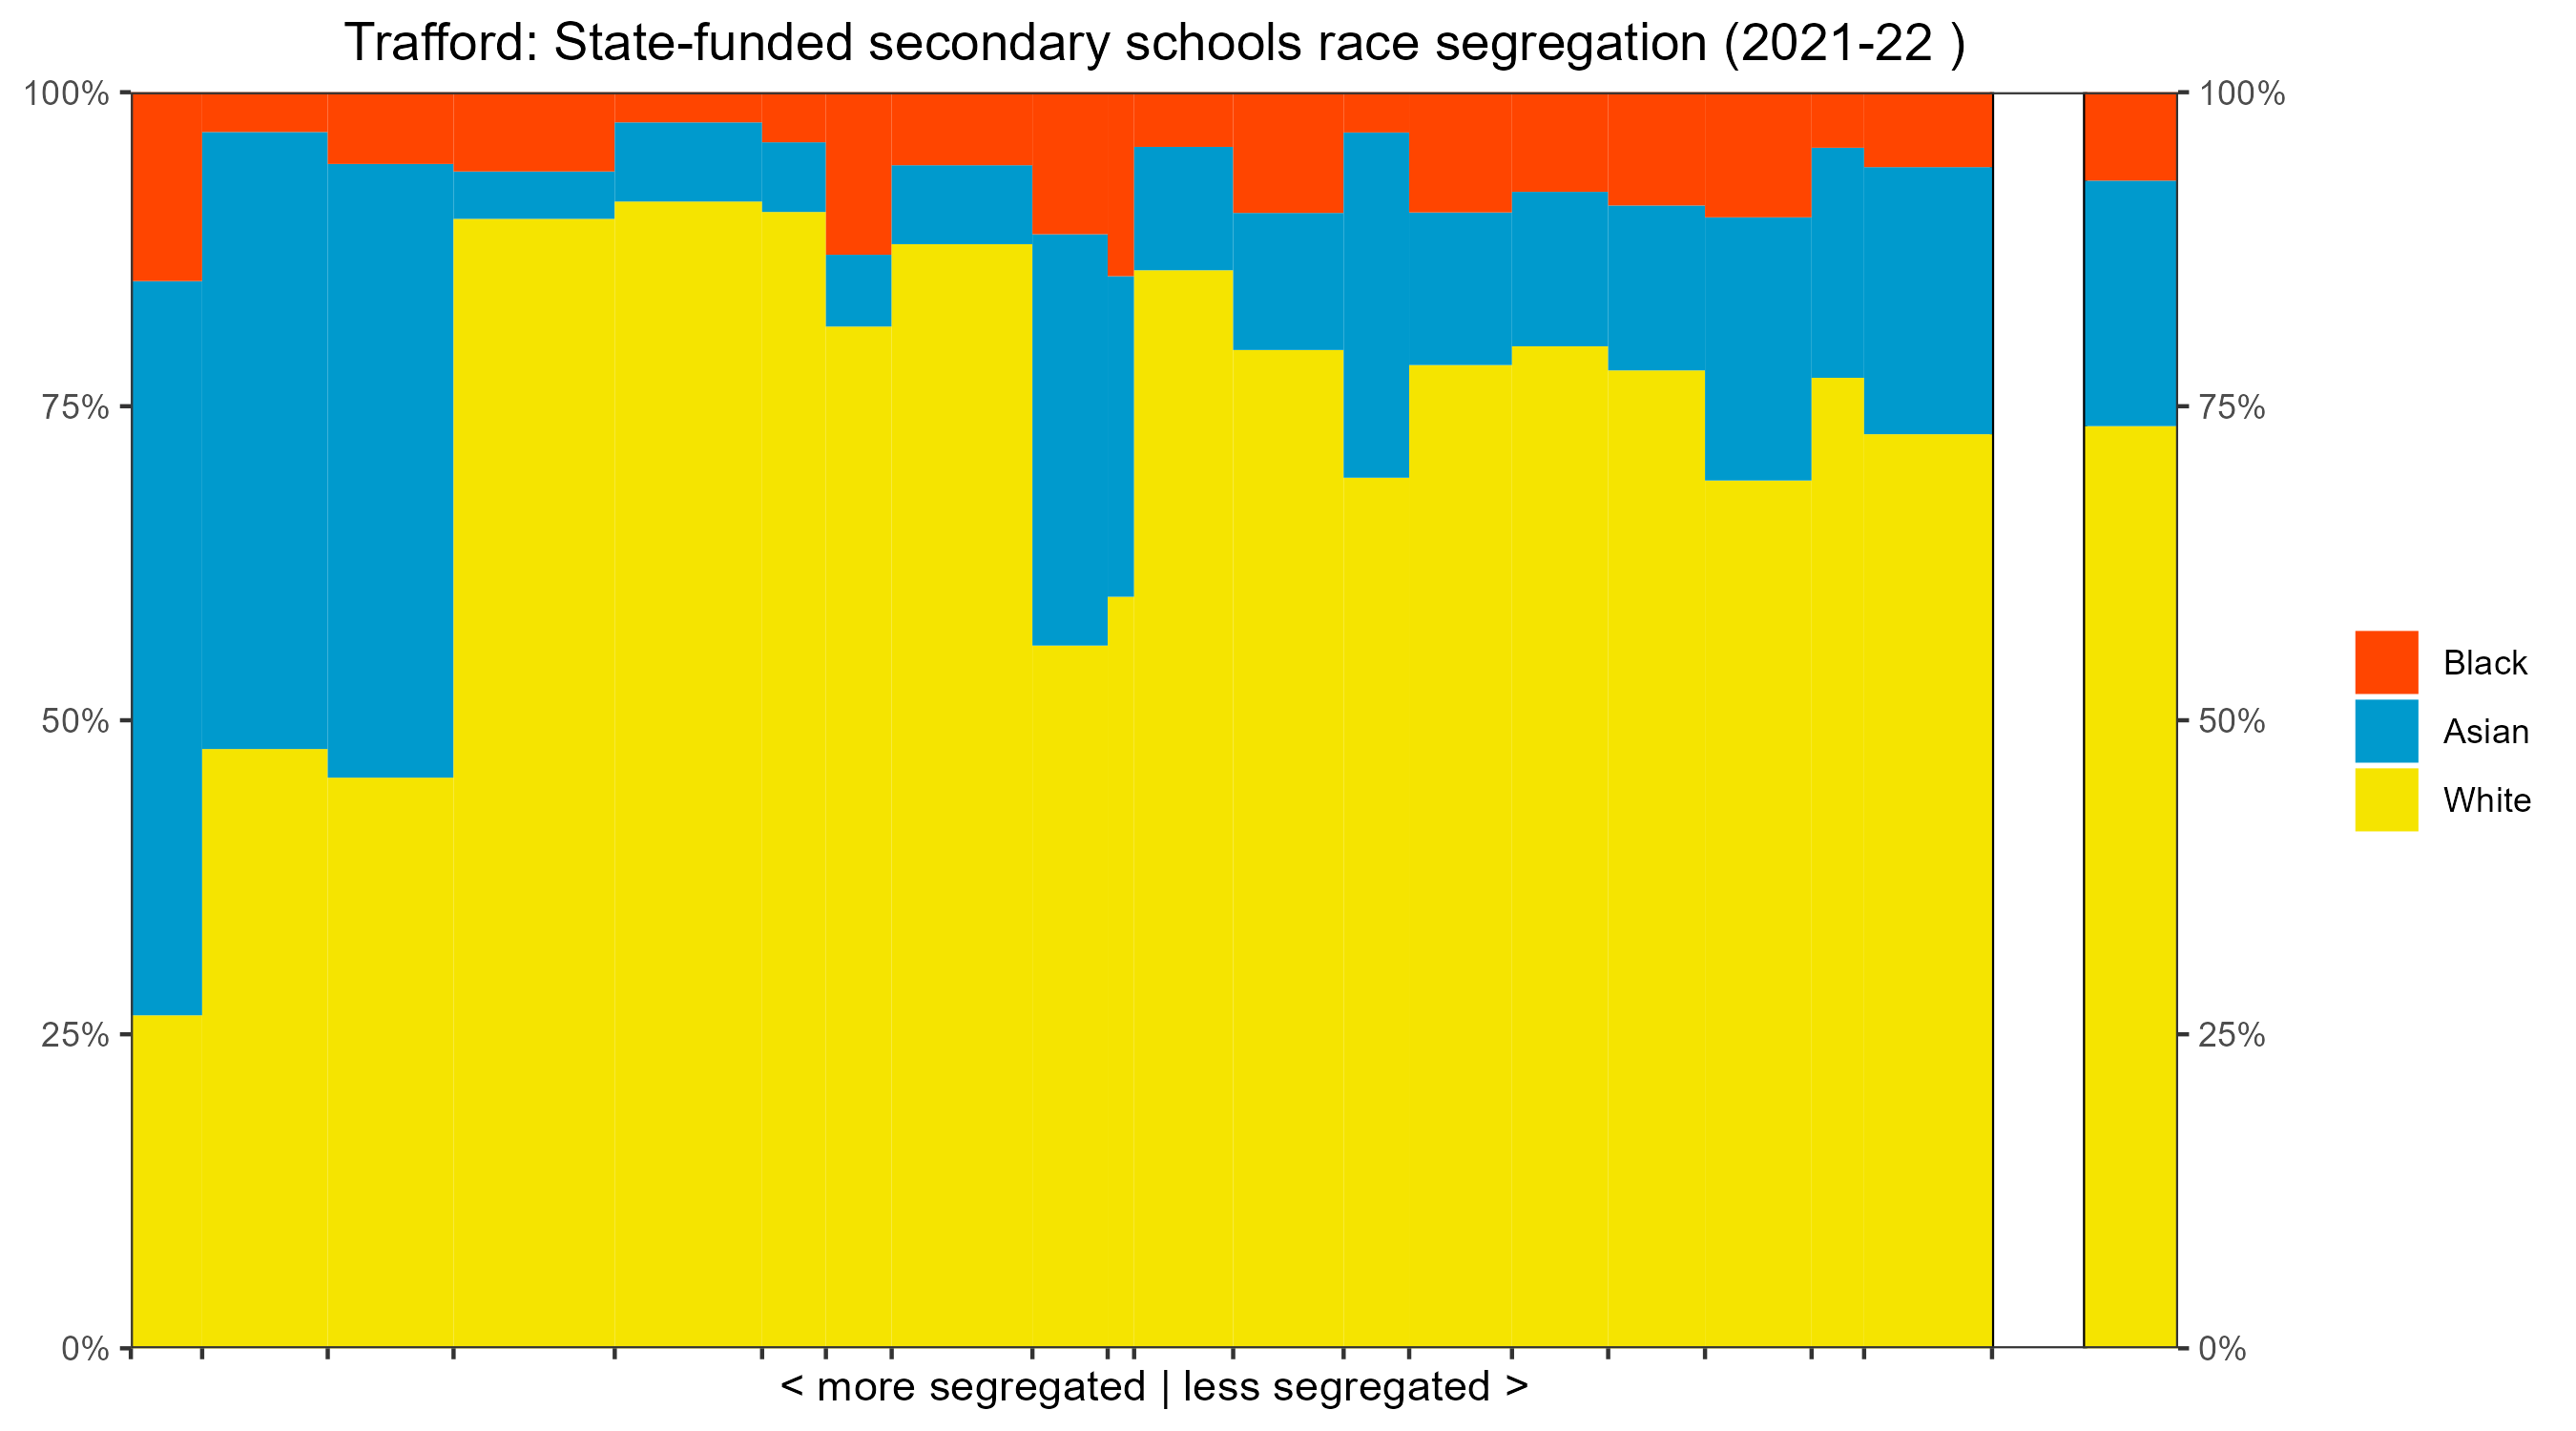 Trafford: State-funded secondary schools race segregation (2021-22 )
100%
75%
50%
25%
0%
100%
75%
50%
25%
0%
Black
Asian
White
< more segregated | less segregated >